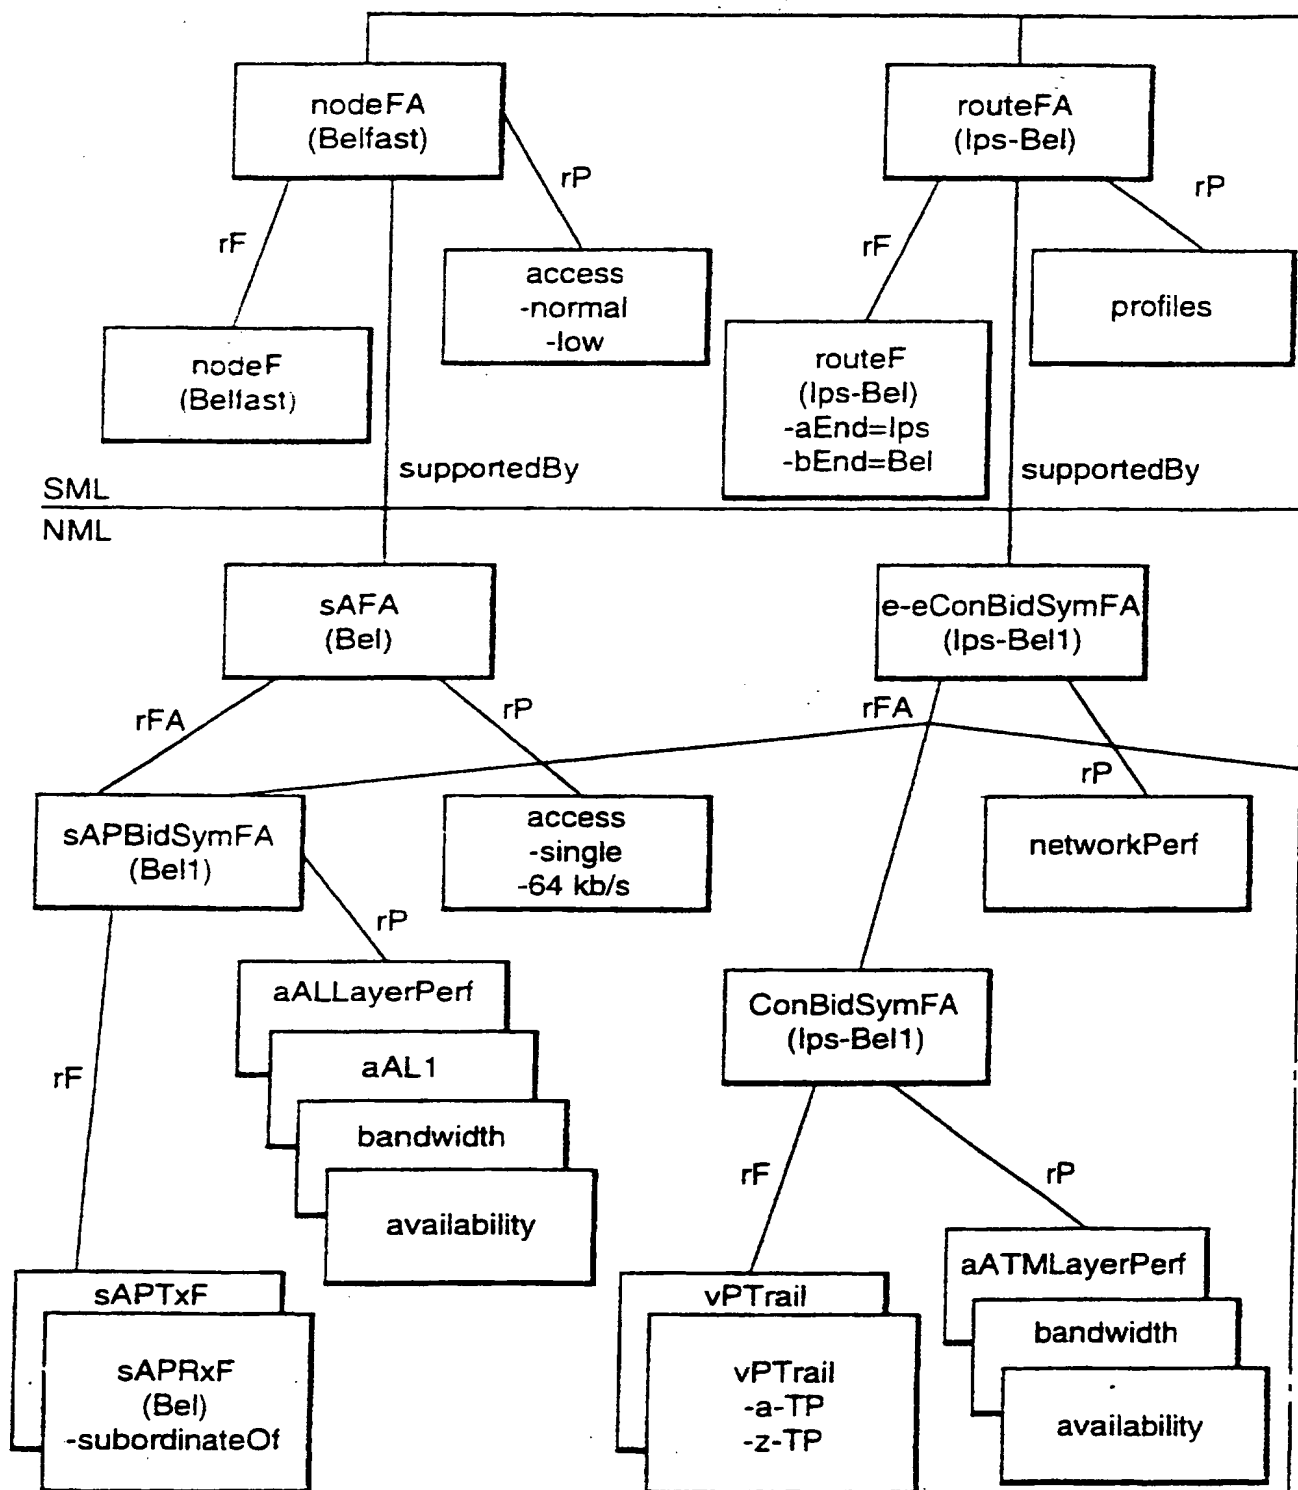 nodeFA
(Belfast)
routeFA
(Ips-Bel)
rP
rP
rF
rF
access
-normal
-low
profiles
nodeF
(Belfast)
routeF
(Ips-Bel)
-aEnd=Ips
-bEnd=Bel
supportedBy
supportedBy
SML
NML
sAFA
(Bel)
e-eConBidSymFA
(Ips-Bel1)
rFA
rP
rFA
rP
sAPBidSymFA
(Bel1)
access
-single
-64 kb/s
networkPerf
rP
aALLayerPerf
aAL1
bandwidth
availability
ConBidSymFA
(Ips-Bel1)
rF
rF
rP
sAPTxF
sAPRxF
(Bel)
-subordinateOf
vPTrail
vPTrail
-a-TP
-z-TP
aATMLayerPerf
bandwidth
availability